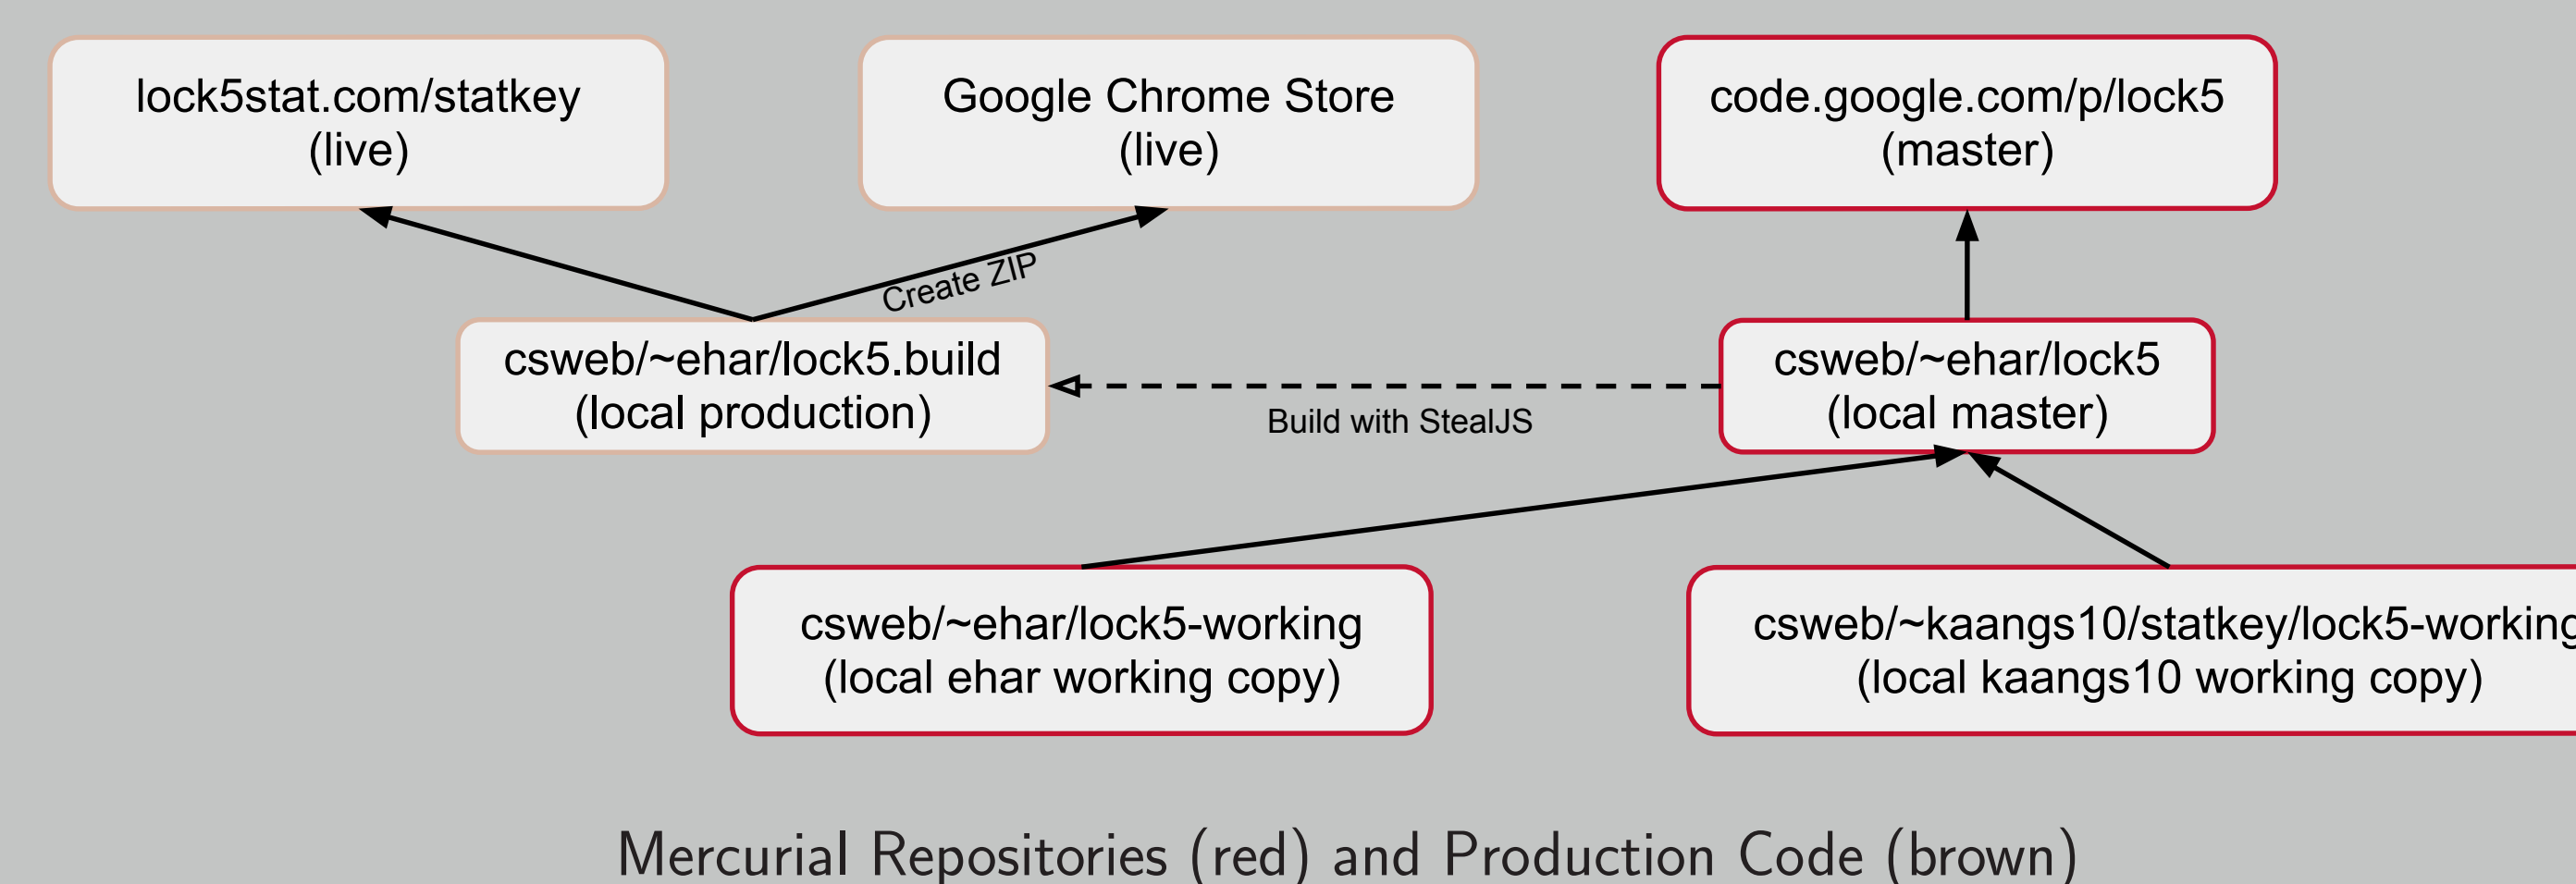 lock5stat.com/statkey
(live)
Google Chrome Store
(live)
code.google.com/p/lock5
(master)
Create ZIP
csweb/~ehar/lock5.build
(local production)
Build with StealJS
csweb/~ehar/lock5
(local master)
csweb/~ehar/lock5-working
(local ehar working copy)
csweb/~kaangs10/statkey/lock5-working
(local kaangs10 working copy)
Mercurial Repositories (red) and Production Code (brown)